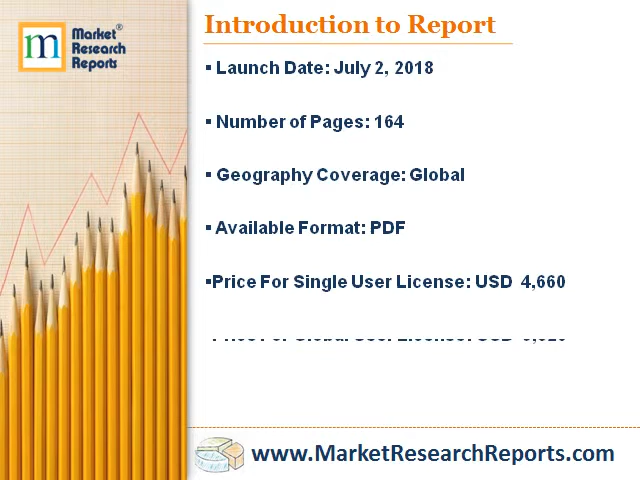 m
Market®
Research
Reports
Introduction to Report
▪ Launch Date: July 2, 2018
▪ Number of Pages: 164
▪ Geography Coverage: Global
▪ Available Format: PDF
▪Price For Single User License: USD 4,660
www.MarketResearchReports.com